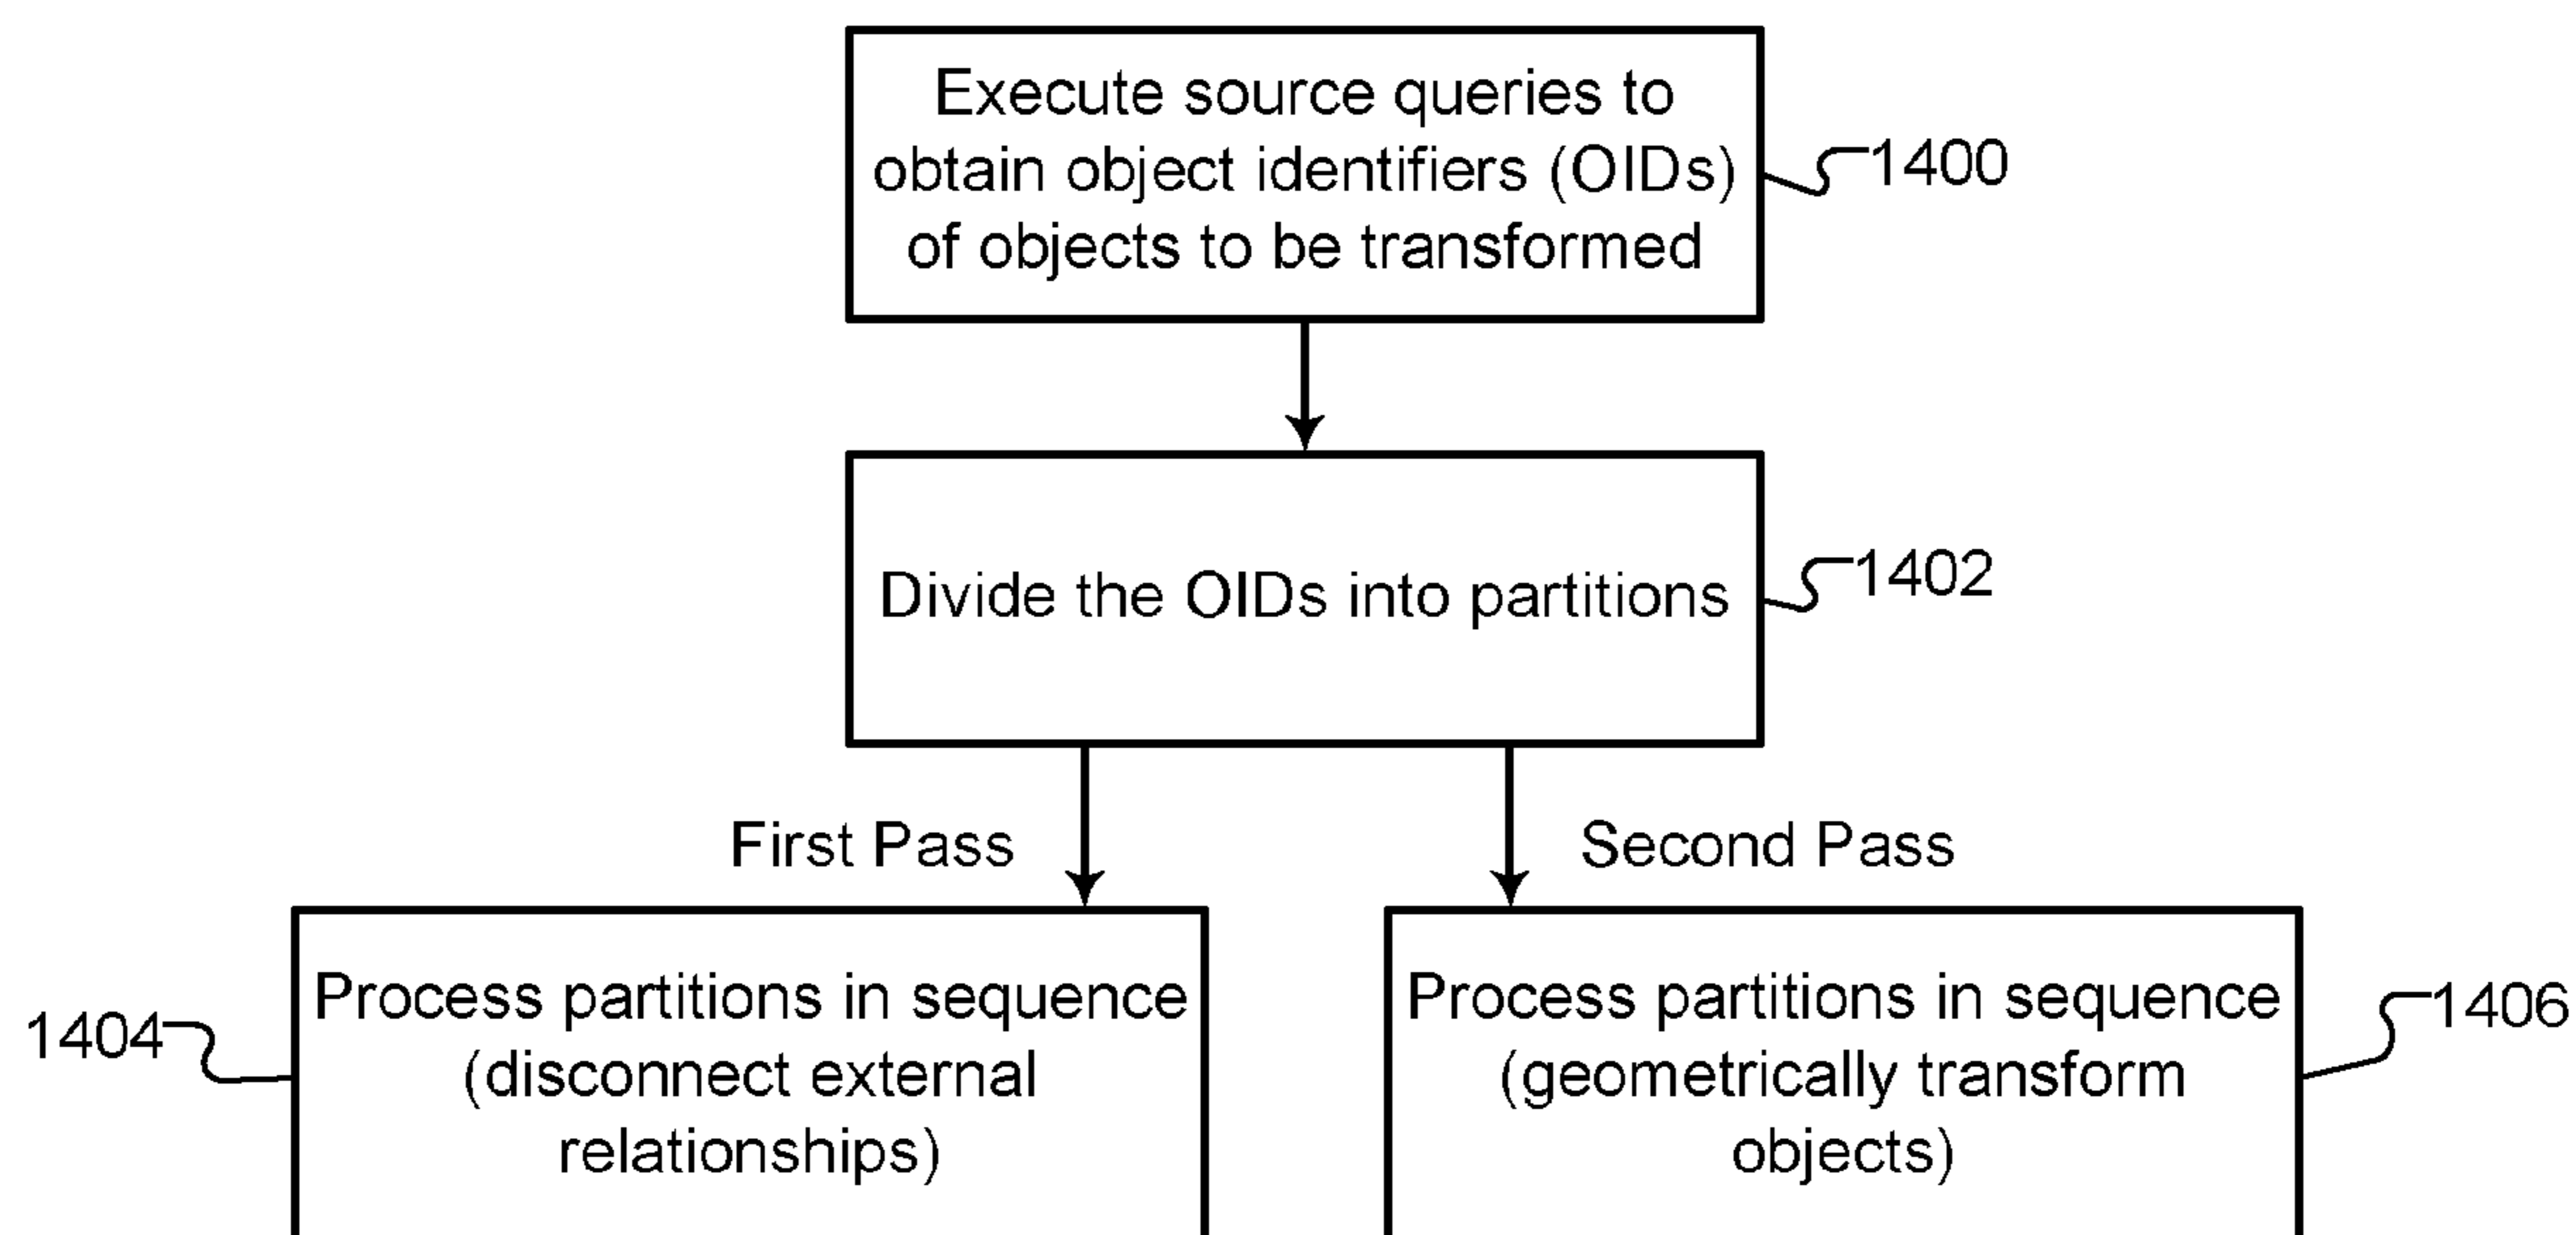 Execute source queries to
obtain object identifiers (OIDs)
of objects to be transformed
1400
Divide the OIDs into partitions
1402
First Pass
Second Pass
Process partitions in sequence
(disconnect external
relationships)
1404
Process partitions in sequence
(geometrically transform
objects)
1406